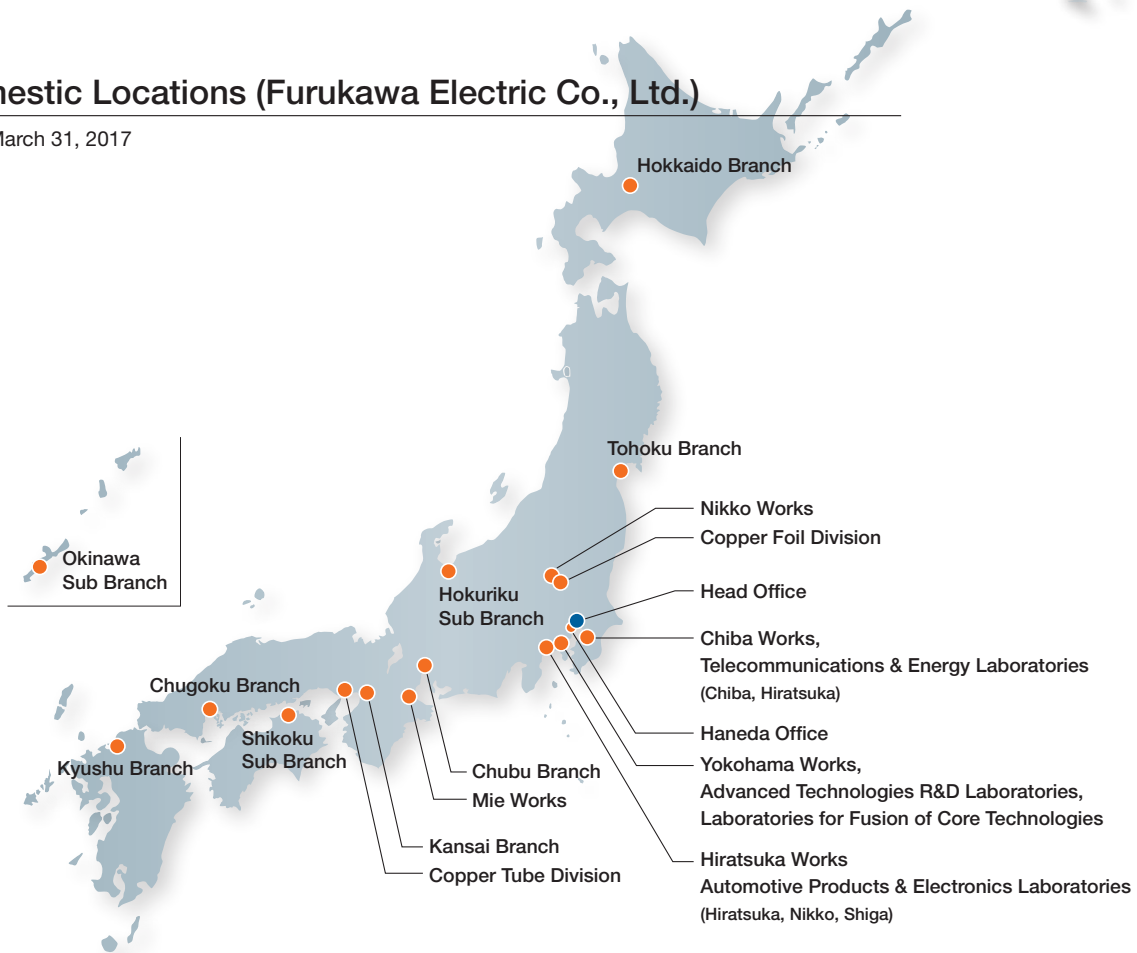 nestic Locations (Furukawa Electric Co., Ltd.)
March 31, 2017
Hokkaido Branch
Tohoku Branch
Nikko Works
Copper Foil Division
Okinawa
Sub Branch
Hokuriku
Sub Branch
Head Office
Chiba Works,
Telecommunications & Energy Laboratories
(Chiba, Hiratsuka)
Chugoku Branch
Shikoku
Sub Branch
Kyushu Branch
Haneda Office
Chubu Branch
Mie Works
Yokohama Works,
Advanced Technologies R&D Laboratories,
Laboratories for Fusion of Core Technologies
Kansai Branch
Copper Tube Division
Hiratsuka Works
Automotive Products & Electronics Laboratories
(Hiratsuka, Nikko, Shiga)